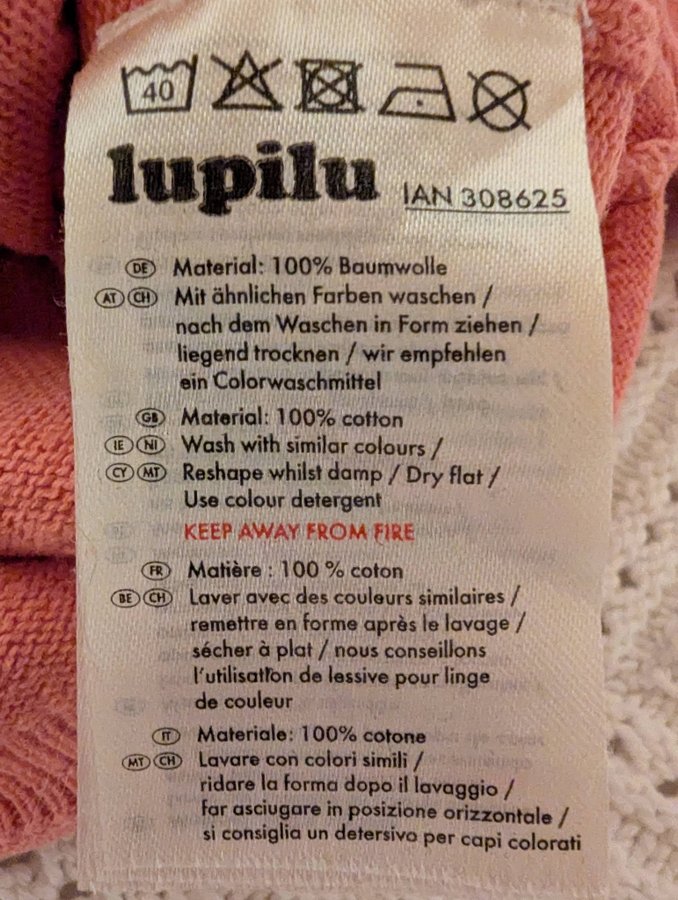 40
lupilu
IAN 308625
DE Material: 100% Baumwolle
AT CH Mit ähnlichen Farben waschen /
nach dem Waschen in Form ziehen /
liegend trocknen / wir empfehlen
ein Colorwaschmittel
GB Material: 100% cotton
IE NI Wash with similar colours /
CY MT Reshape whilst damp / Dry flat /
Use colour detergent
KEEP AWAY FROM FIRE
FR Matière : 100 % coton
BE CH Laver avec des couleurs similaires /
remettre en forme après le lavage /
sécher à plat / nous conseillons
l'utilisation de lessive pour linge
de couleur
IT Materiale: 100% cotone
MT CH Lavare con colori simili /
ridare la forma dopo il lavaggio /
far asciugare in posizione orizzontale /
si consiglia un detersivo per capi colorati